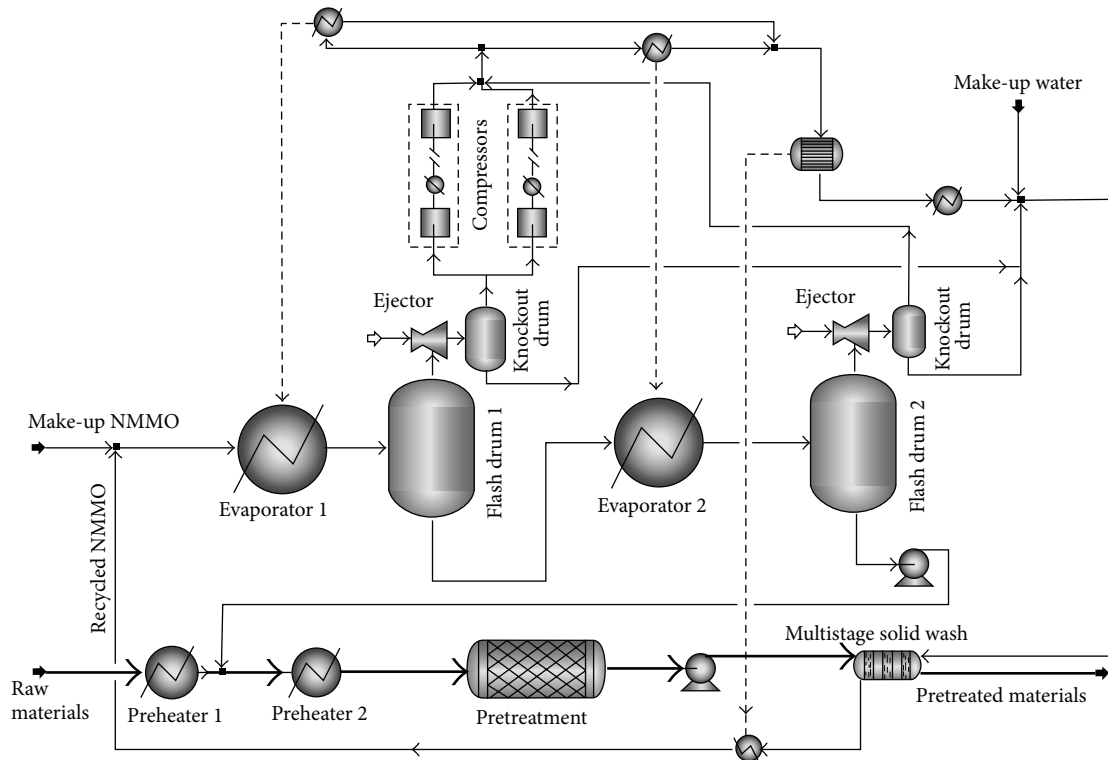 Make-up water
Compressors
Ejector
Knockout
drum
Ejector
Knockout
drum
Make-up NMMO
Flash drum 1
Flash drum 2
Evaporator 1
Evaporator 2
Recycled NMMO
Multistage solid wash
Raw
materials
Preheater 1
Preheater 2
Pretreatment
Pretreated materials